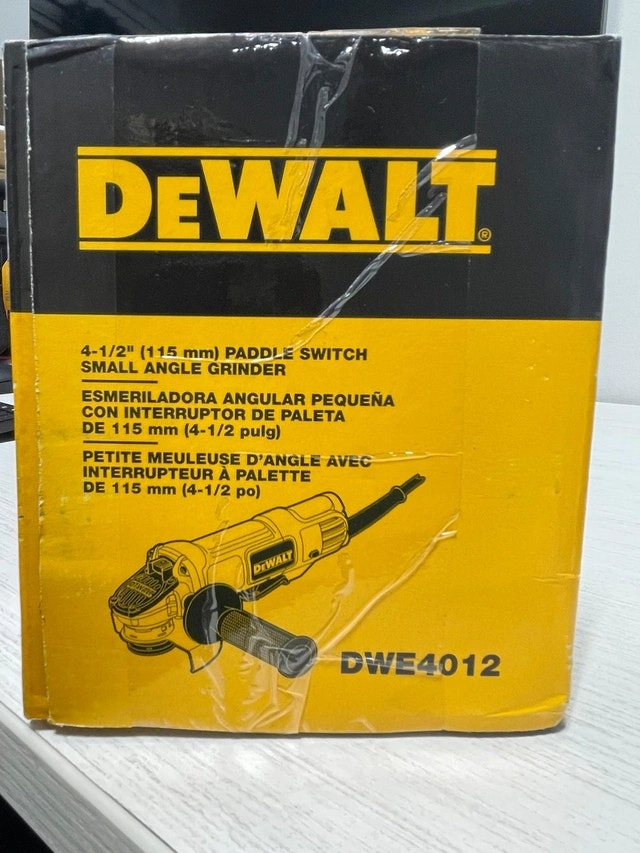 DEWALT®
4-1/2" (115 mm) PADDLE SWITCH
SMALL ANGLE GRINDER
ESMERILADORA ANGULAR PEQUEÑA
CON INTERRUPTOR DE PALETA
DE 115 mm (4-1/2 pulg)
PETITE MEULEUSE D'ANGLE AVEC
INTERRUPTEUR À PALETTE
DE 115 mm (4-1/2 po)
DEWALT
DWE4012